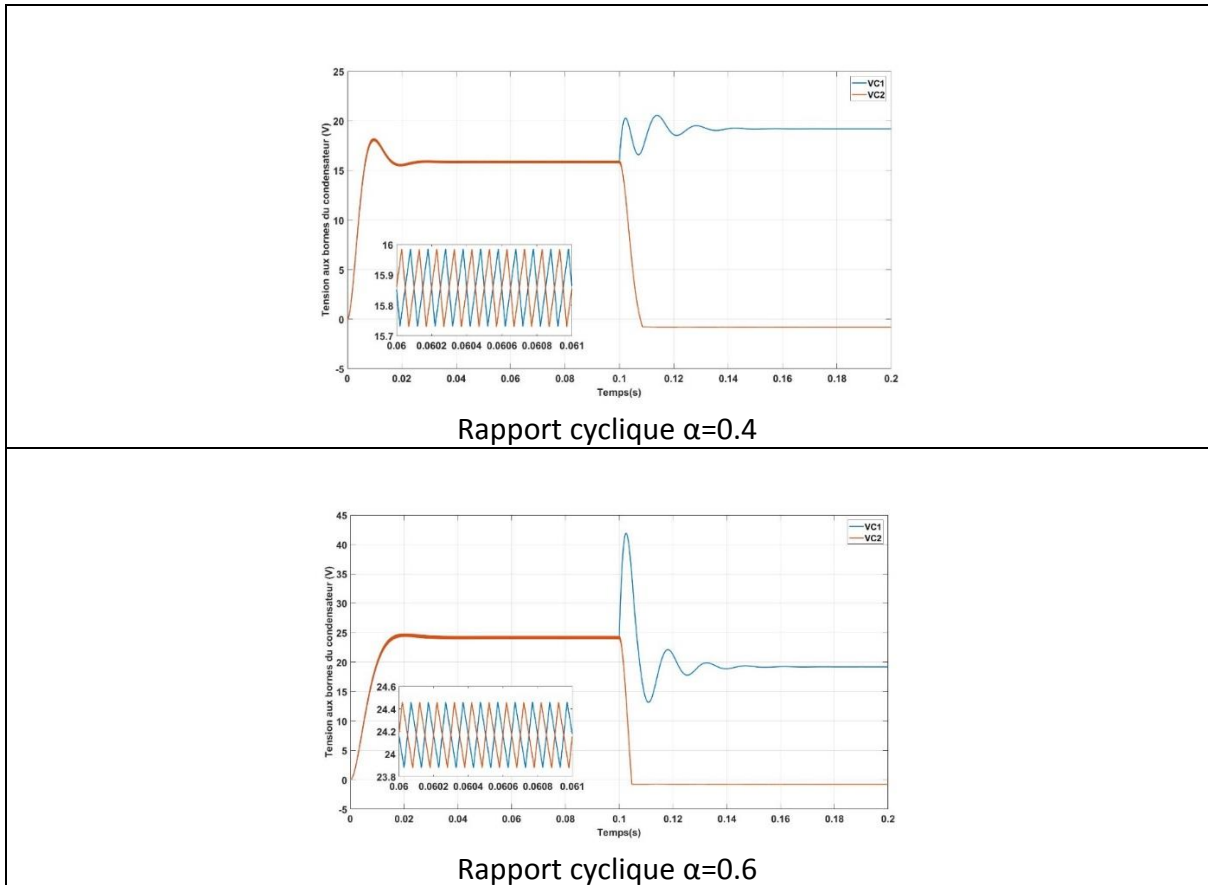 25
20
15
10
5
0
-5
Tension aux bornes du condensateur (V)
VC1
VC2
16
15.9
15.8
15.7
0.06 0.0602 0.0604 0.0606 0.0608 0.061
0 0.02 0.04 0.06 0.08 0.1 0.12 0.14 0.16 0.18 0.2
Temps(s)
Rapport cyclique α=0.4
45
40
35
30
25
20
15
10
5
0
-5
Tension aux bornes du condensateur (V)
VC1
VC2
24.6
24.4
24.2
24
23.8
0.06 0.0602 0.0604 0.0606 0.0608 0.061
0 0.02 0.04 0.06 0.08 0.1 0.12 0.14 0.16 0.18 0.2
Temps(s)
Rapport cyclique α=0.6